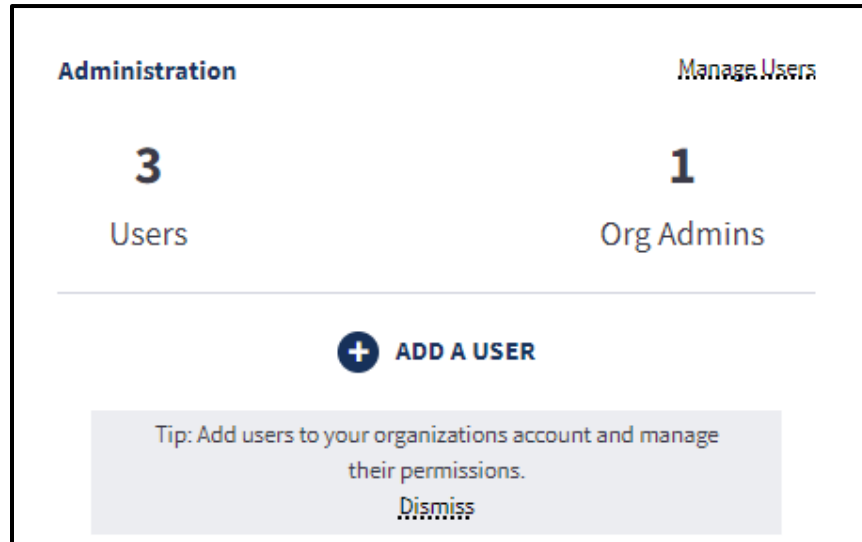 Administration
Manage Users
3
1
Users
Org Admins
+ ADD A USER
Tip: Add users to your organizations account and manage
their permissions.
Dismiss